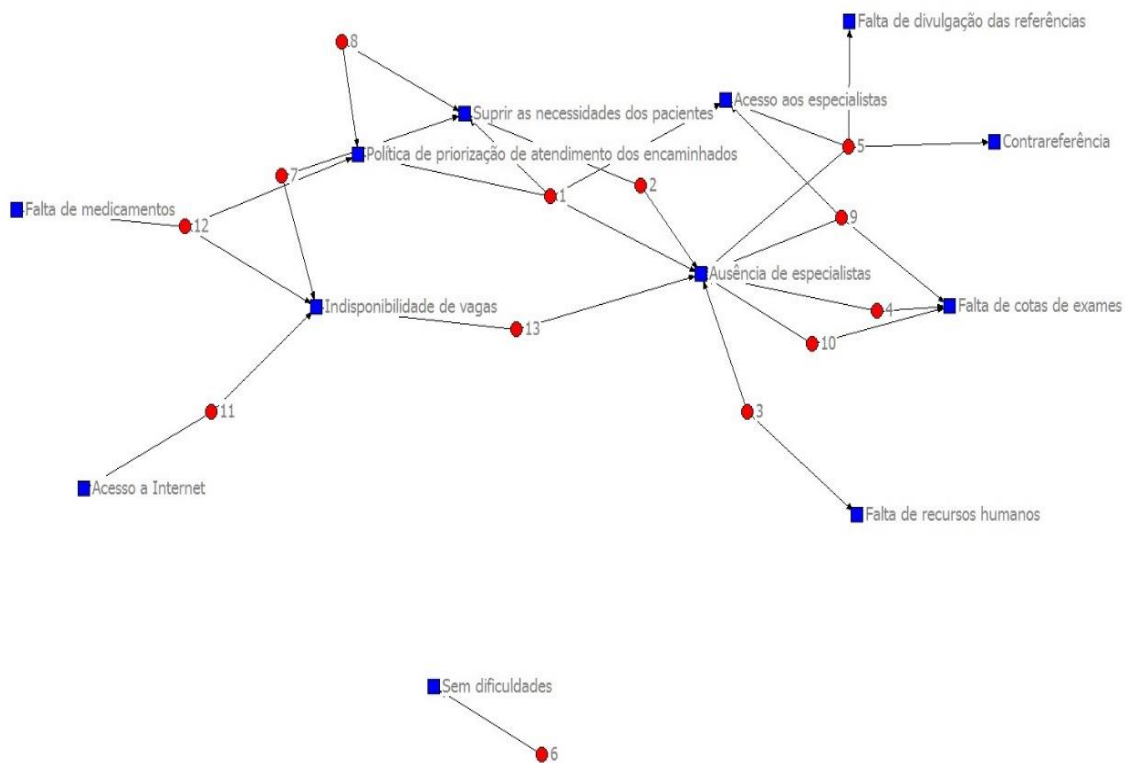 Falta de divulgação das referências
8
Acesso aos especialistas
Suprir as necessidades dos pacientes
Contrareferência
5
Política de priorização de atendimento dos encaminhados
7
2
1
Falta de medicamentos
9
12
Ausência de especialistas
Indisponibilidade de vagas
Falta de cotas de exames
4
13
10
11
3
Acesso a Internet
Falta de recursos humanos
Sem dificuldades
6